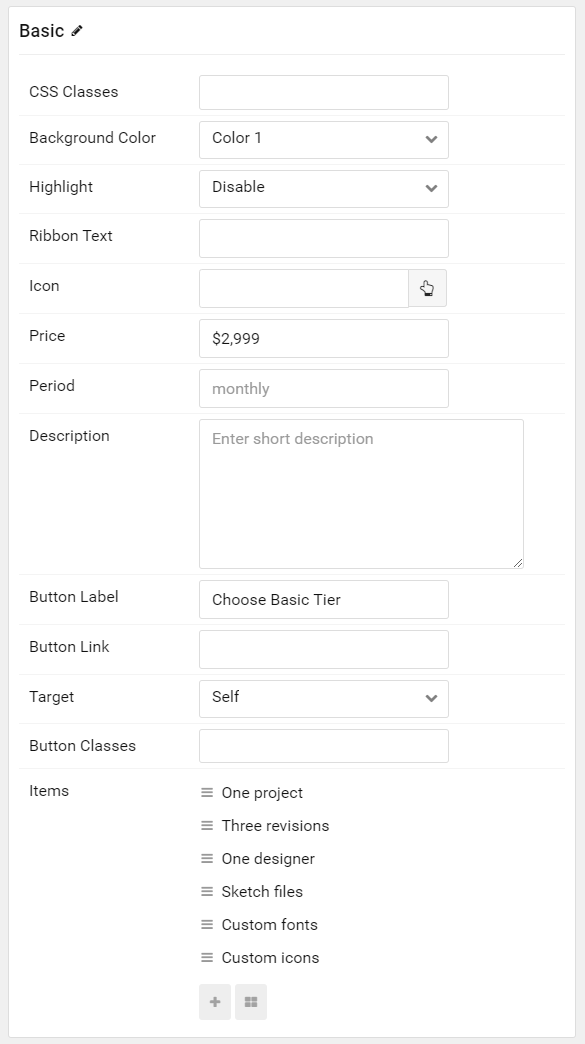 Basic
CSS Classes
Background Color Color 1
Highlight Disable
Ribbon Text
Icon
Price $2,999
Period monthly
Description Enter short description
Button Label Choose Basic Tier
Button Link
Target Self
Button Classes
Items One project
Three revisions
One designer
Sketch files
Custom fonts
Custom icons